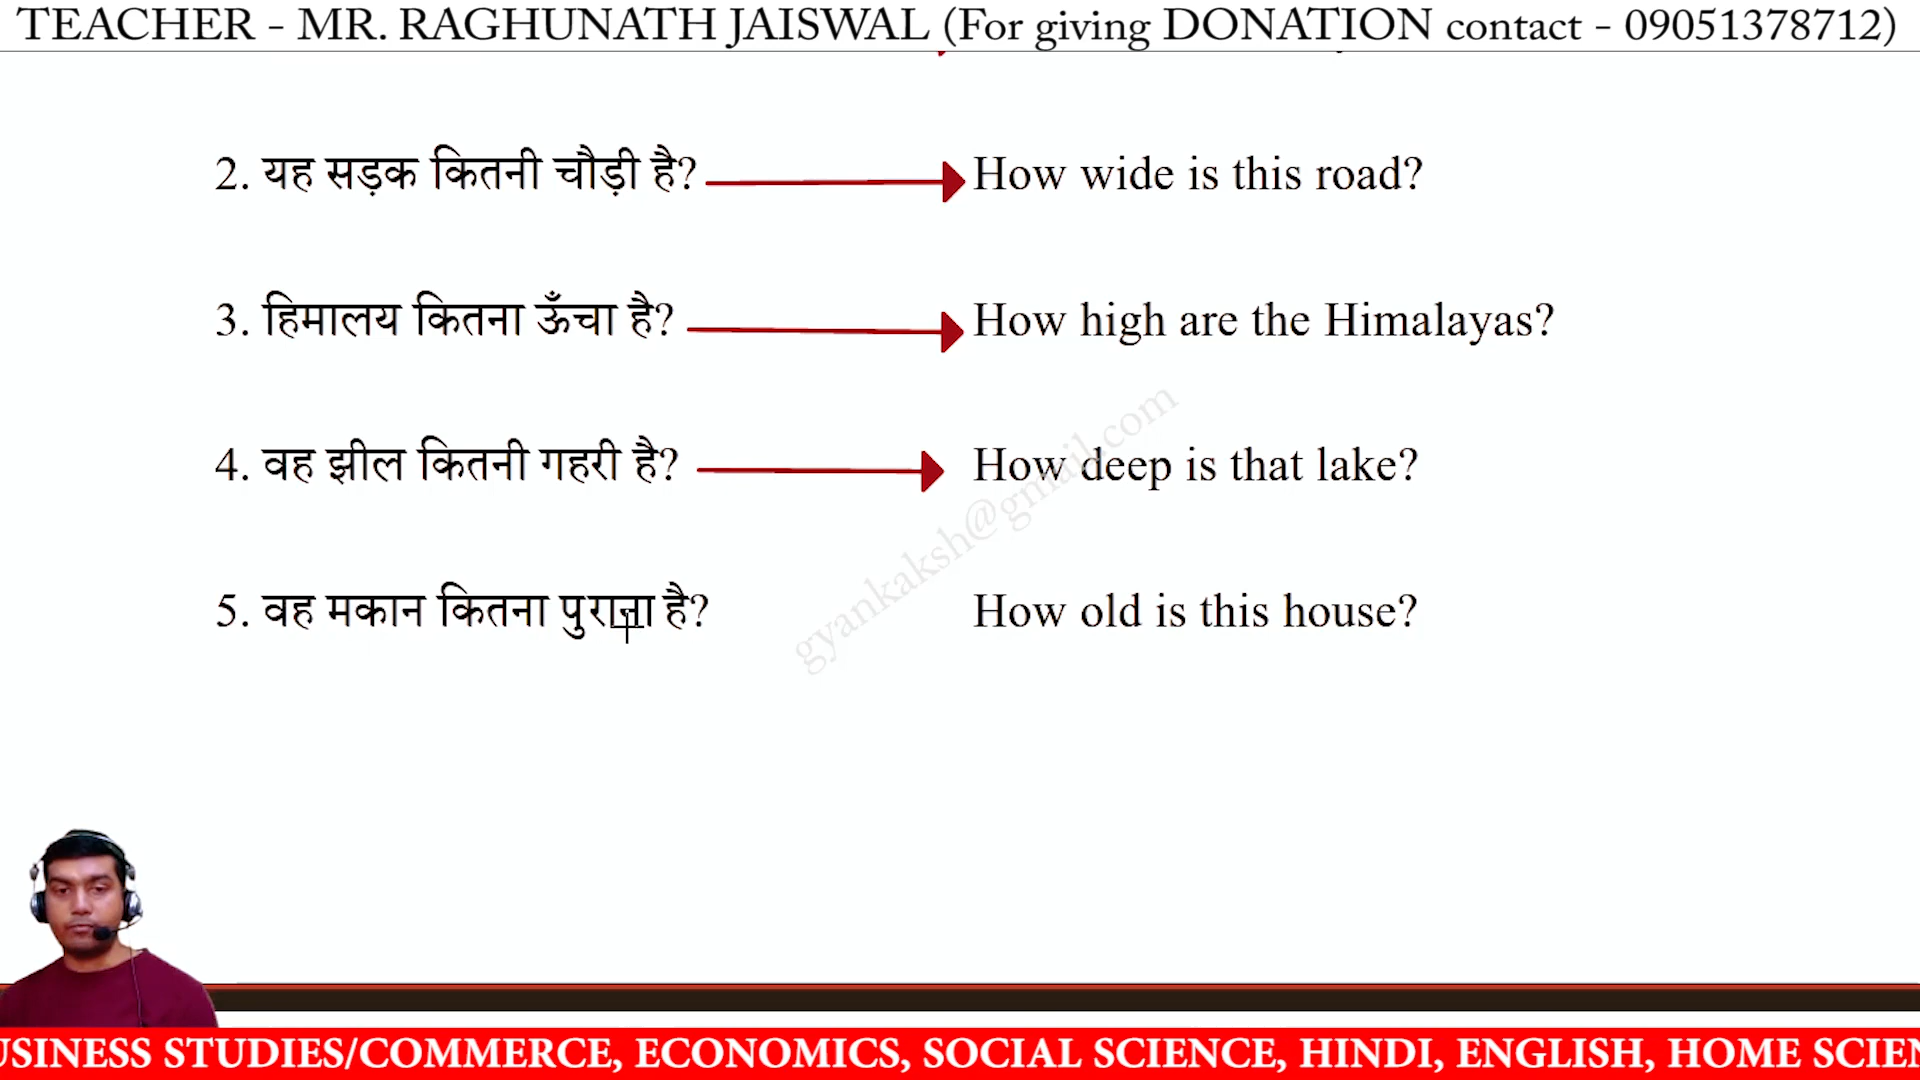 TEACHER - MR. RAGHUNATH JAISWAL (For giving DONATION contact - 09051378712)
2. यह सड़क कितनी चौड़ी है? How wide is this road?
3. हिमालय कितना ऊँचा है? How high are the Himalayas?
4. वह झील कितनी गहरी है? How deep is that lake?
5. वह मकान कितना पुराना है? How old is this house?
gyankaksh@gmail.com
USINESS STUDIES/COMMERCE, ECONOMICS, SOCIAL SCIENCE, HINDI, ENGLISH, HOME SCIEN